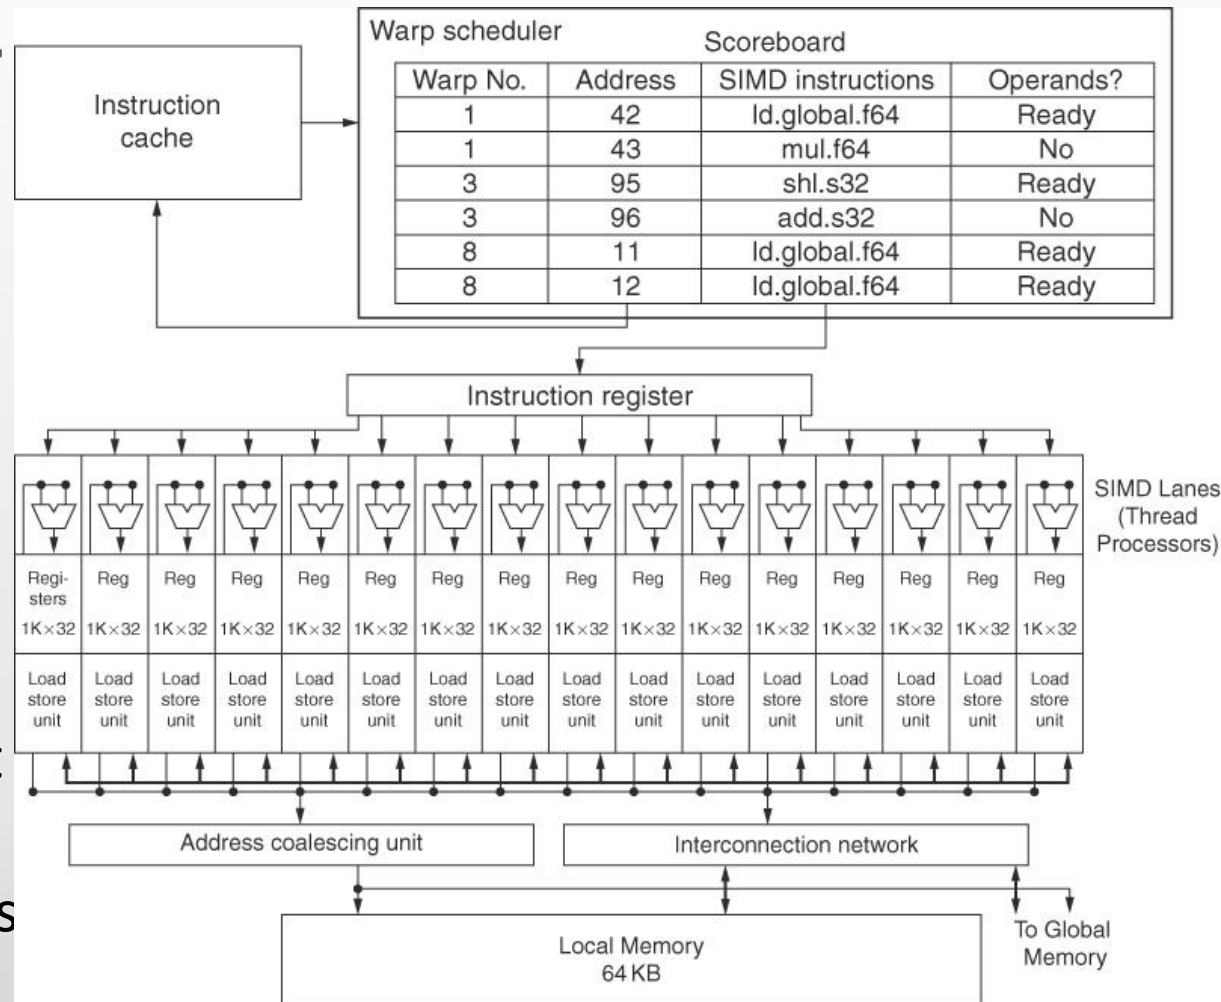 Warp scheduler
Scoreboard
Warp No. Address SIMD instructions Operands?
1 42 ld.global.f64 Ready
1 43 mul.f64 No
3 95 shl.s32 Ready
3 96 add.s32 No
8 11 ld.global.f64 Ready
8 12 ld.global.f64 Ready
Instruction
cache
Instruction register
SIMD Lanes
(Thread
Processors)
Regi- Reg Reg Reg Reg Reg Reg Reg Reg Reg Reg Reg Reg Reg Reg Reg
sters
1K×32 1K×32 1K×32 1K×32 1K×32 1K×32 1K×32 1K×32 1K×32 1K×32 1K×32 1K×32 1K×32 1K×32 1K×32 1K×32
Load Load Load Load Load Load Load Load Load Load Load Load Load Load Load Load
store store store store store store store store store store store store store store store store
unit unit unit unit unit unit unit unit unit unit unit unit unit unit unit unit
Address coalescing unit
Interconnection network
s
To Global
Memory
Local Memory
64 KB